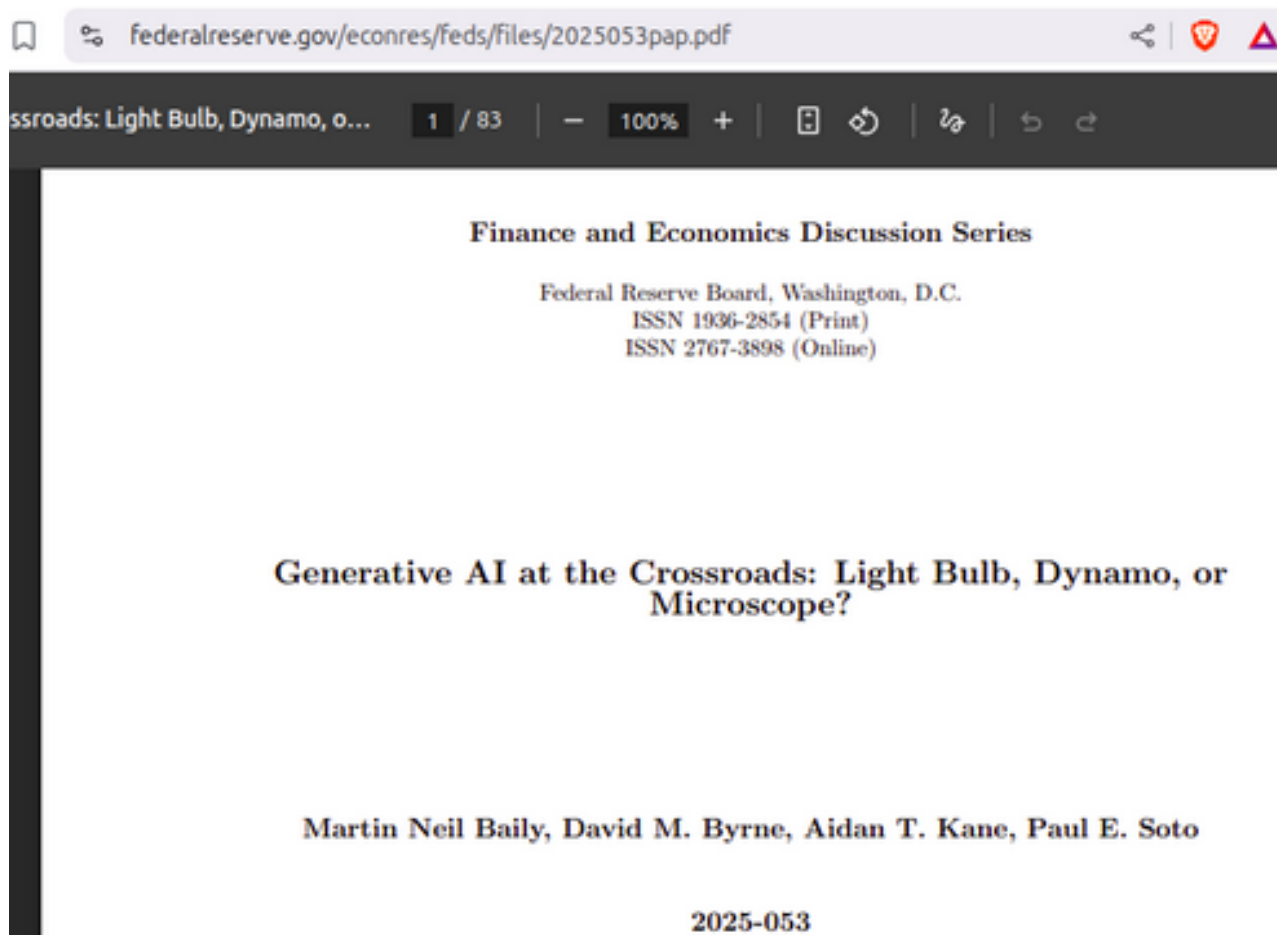 federalreserve.gov/econres/feds/files/2025053pap.pdf
ssroads: Light Bulb, Dynamo, o... 1 / 83 100%
Finance and Economics Discussion Series
Federal Reserve Board, Washington, D.C.
ISSN 1936-2854 (Print)
ISSN 2767-3898 (Online)
Generative AI at the Crossroads: Light Bulb, Dynamo, or
Microscope?
Martin Neil Baily, David M. Byrne, Aidan T. Kane, Paul E. Soto
2025-053